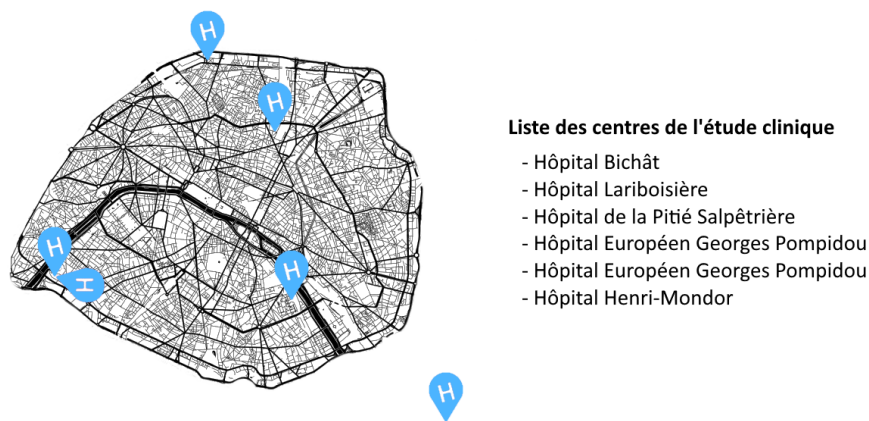 H
H
H
H
H
H
Liste des centres de l'étude clinique
- Hôpital Bichât
- Hôpital Lariboisière
- Hôpital de la Pitié Salpêtrière
- Hôpital Européen Georges Pompidou
- Hôpital Européen Georges Pompidou
- Hôpital Henri-Mondor